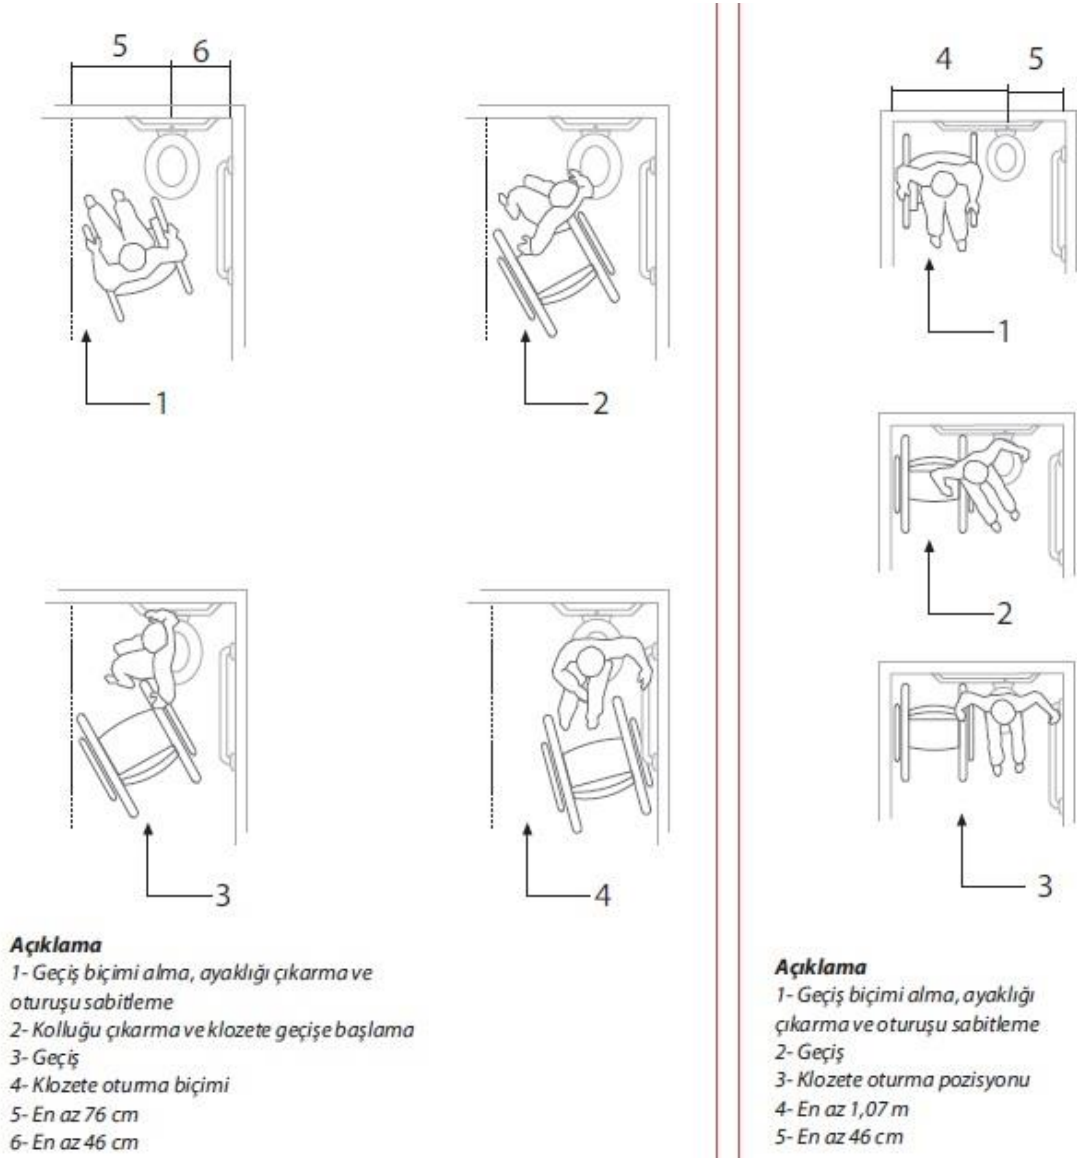 5
6
1
2
3
4
Açıklama
1- Geçiş biçimi alma, ayaklığı çıkarma ve
oturuşu sabitleme
2- Kolluğu çıkarma ve klozete geçişe başlama
3- Geçiş
4- Klozete oturma biçimi
5- En az 76 cm
6- En az 46 cm
4
5
1
2
3
Açıklama
1- Geçiş biçimi alma, ayaklığı
çıkarma ve oturuşu sabitleme
2- Geçiş
3- Klozete oturma pozisyonu
4- En az 1,07 m
5- En az 46 cm